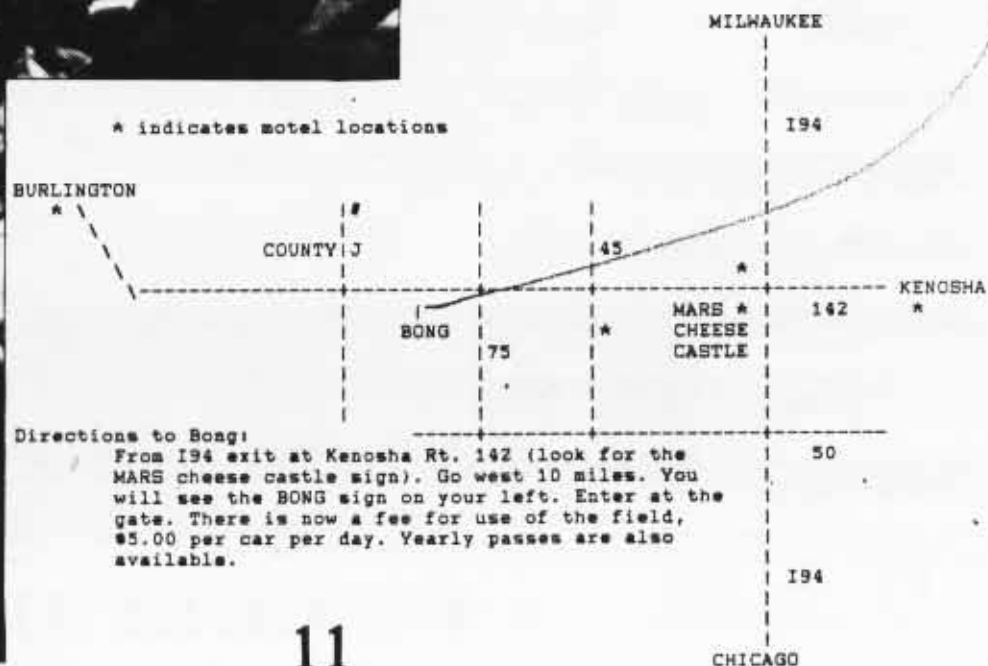 MILWAUKEE
* indicates motel locations
I94
BURLINGTON
*
#
COUNTY J
45
*
KENOSHA
BONG
MARS * 142 *
75
* CHEESE
CASTLE
Directions to Bong:
50
From I94 exit at Kenosha Rt. 142 (look for the
MARS cheese castle sign). Go west 10 miles. You
will see the BONG sign on your left. Enter at the
gate. There is now a fee for use of the field,
$5.00 per car per day. Yearly passes are also
available.
I94
11
CHICAGO